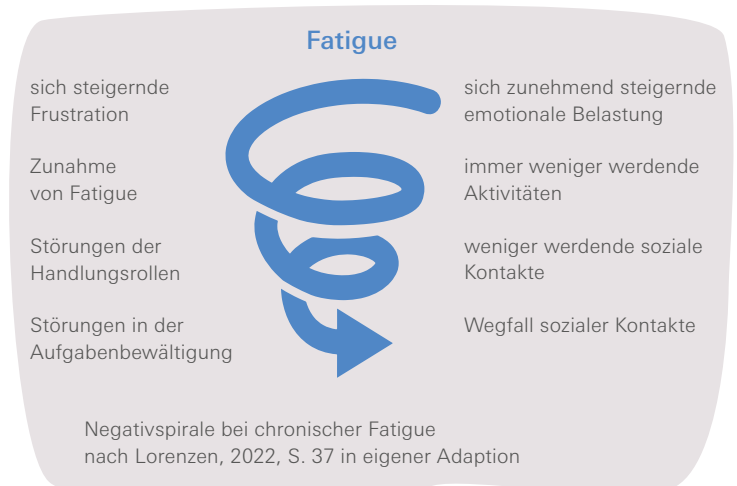 Fatigue
sich steigernde
Frustration
sich zunehmend steigernde
emotionale Belastung
Zunahme
von Fatigue
immer weniger werdende
Aktivitäten
Störungen der
Handlungsrollen
weniger werdende soziale
Kontakte
Störungen in der
Aufgabenbewältigung
Wegfall sozialer Kontakte
Negativspirale bei chronischer Fatigue
nach Lorenzen, 2022, S. 37 in eigener Adaption